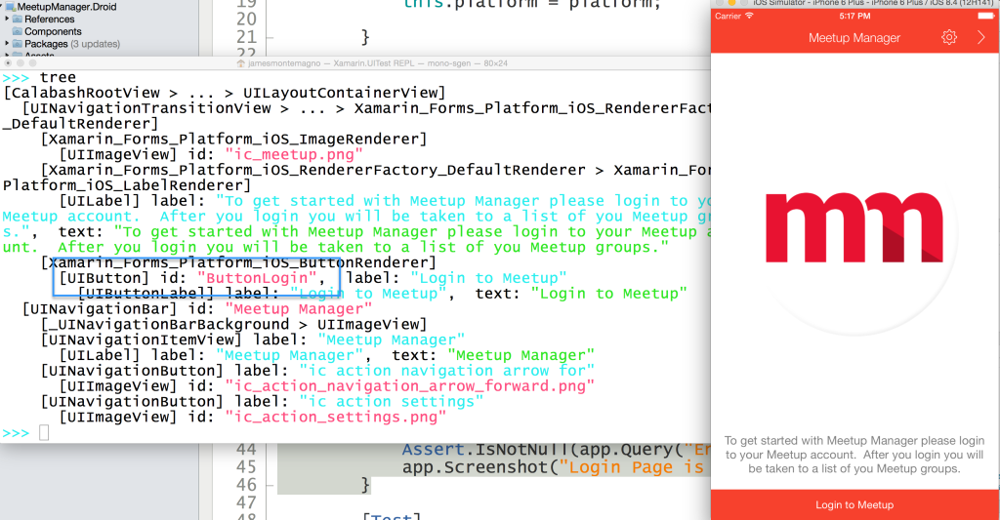 MeetupManager.Droid
References
Components
Packages (3 updates)
Assets
19
this.platform = platform;
20
21 }
22
jamesmontemagno — Xamarin.UITest REPL — mono-sgen — 80×24
>>> tree
[CalabashRootView > ... > UILayoutContainerView]
[UINavigationTransitionView > ... > Xamarin_Forms_Platform_iOS_RendererFact
_DefaultRenderer]
[Xamarin_Forms_Platform_iOS_ImageRenderer]
[UIImageView] id: "ic_meetup.png"
[Xamarin_Forms_Platform_iOS_RendererFactory_DefaultRenderer > Xamarin_For
Platform_iOS_LabelRenderer]
[UILabel] label: "To get started with Meetup Manager please login to yo
Meetup account.  After you login you will be taken to a list of you Meetup gr
s.",  text: "To get started with Meetup Manager please login to your Meetup a
unt.  After you login you will be taken to a list of you Meetup groups."
[Xamarin_Forms_Platform_iOS_ButtonRenderer]
[UIButton] id: "ButtonLogin",  label: "Login to Meetup"
[UIButtonLabel] label: "Login to Meetup",  text: "Login to Meetup"
[UINavigationBar] id: "Meetup Manager"
[_UINavigationBarBackground > UIImageView]
[UINavigationItemView] label: "Meetup Manager"
[UILabel] label: "Meetup Manager",  text: "Meetup Manager"
[UINavigationButton] label: "ic action navigation arrow for"
[UIImageView] id: "ic_action_navigation_arrow_forward.png"
[UINavigationButton] label: "ic action settings"
[UIImageView] id: "ic_action_settings.png"
>>>
44 Assert.IsNotNull(app.Query("En
45 app.Screenshot("Login Page is
46 }
47
48 [Test]
iOS Simulator - iPhone 6 Plus - iPhone 6 Plus / iOS 8.4 (12H141)
Carrier 5:17 PM
Meetup Manager
mm
To get started with Meetup Manager please login
to your Meetup account.  After you login you will
be taken to a list of you Meetup groups.
Login to Meetup